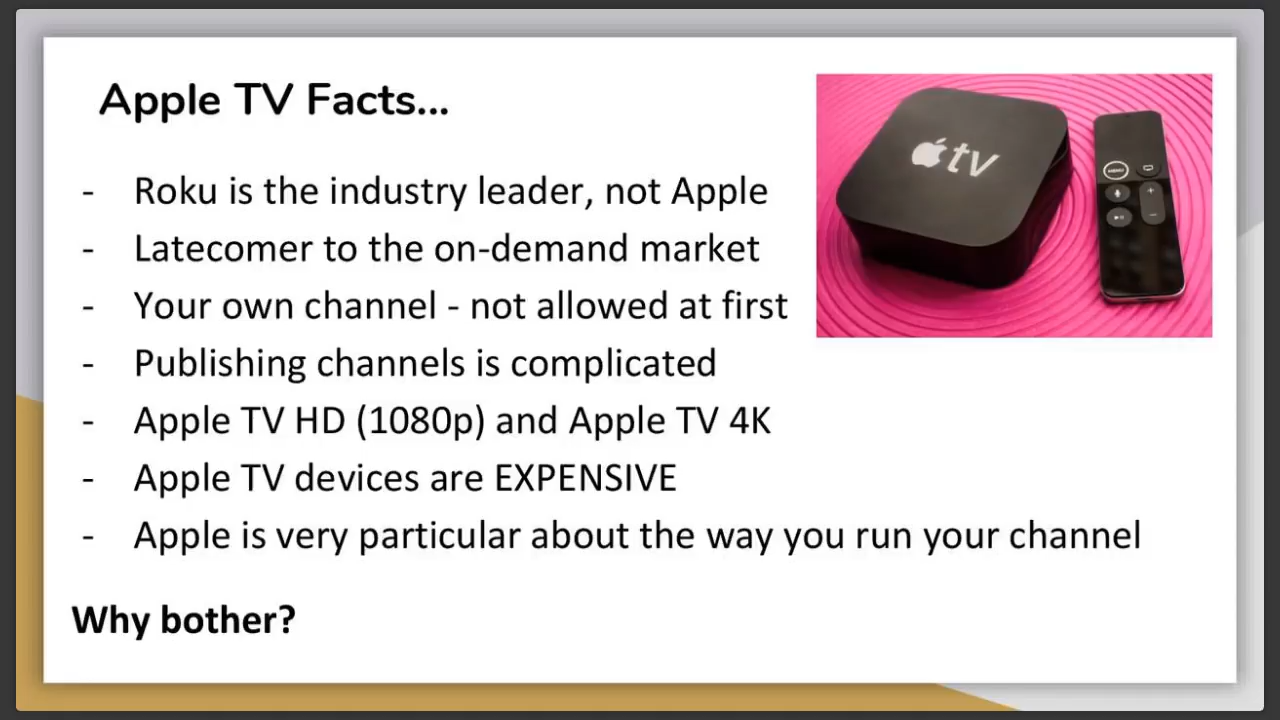 Apple TV Facts...
- Roku is the industry leader, not Apple
- Latecomer to the on-demand market
- Your own channel - not allowed at first
- Publishing channels is complicated
- Apple TV HD (1080p) and Apple TV 4K
- Apple TV devices are EXPENSIVE
- Apple is very particular about the way you run your channel
Why bother?
tv
MENU